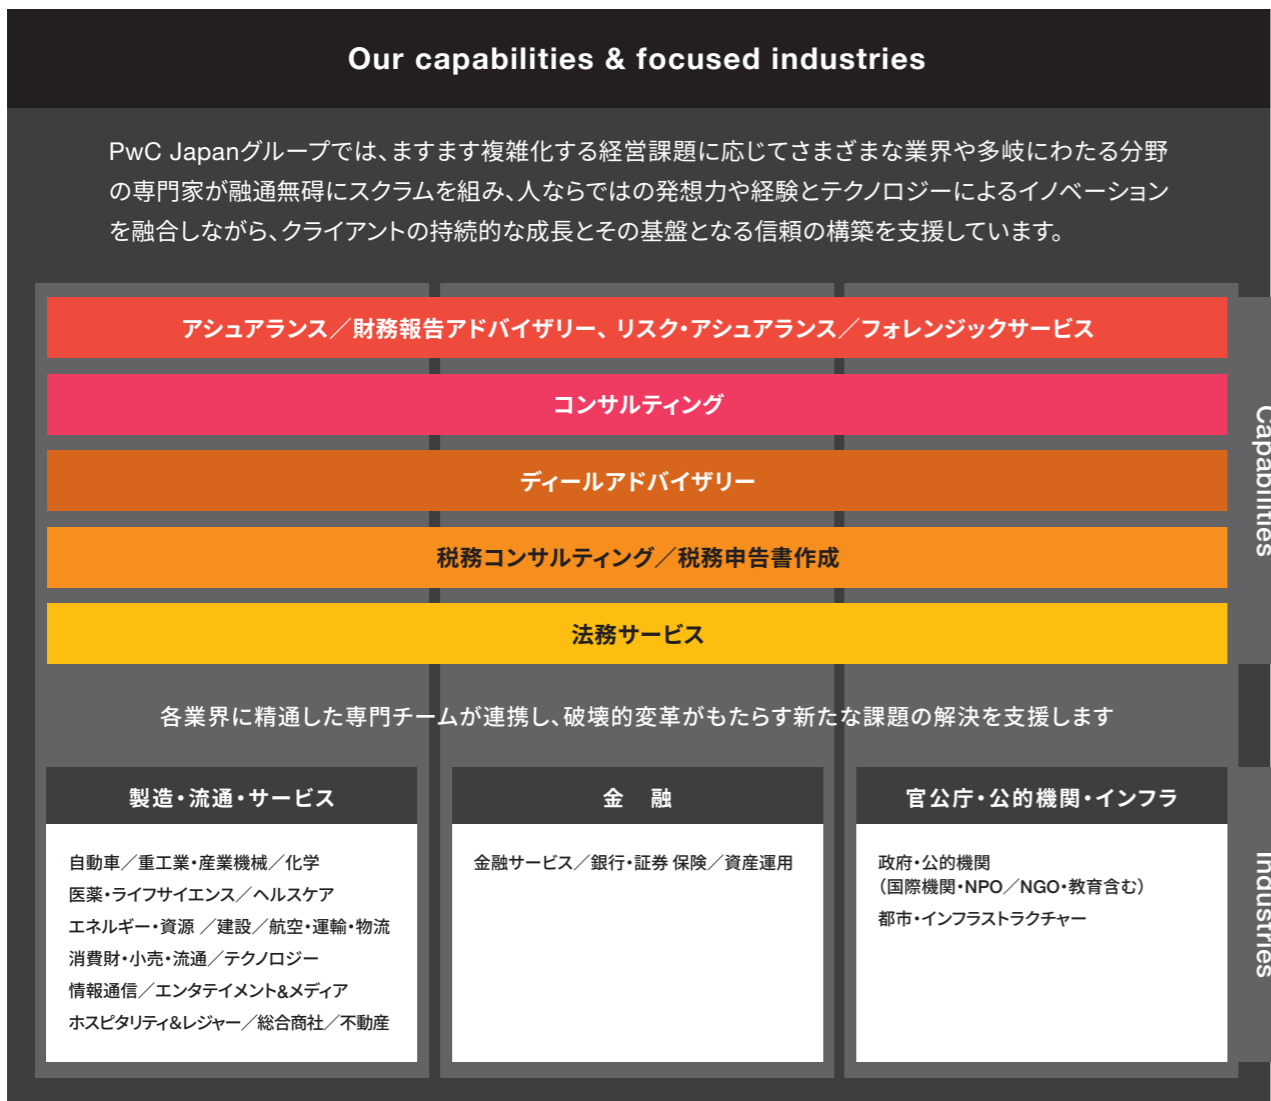 Our capabilities & focused industries
PwC Japanグループでは、ますます複雑化する経営課題に応じてさまざまな業界や多岐にわたる分野
の専門家が融通無碍にスクラムを組み、人ならではの発想力や経験とテクノロジーによるイノベーション
を融合しながら、クライアントの持続的な成長とその基盤となる信頼の構築を支援しています。
アシュアランス／財務報告アドバイザリー、リスク・アシュアランス／フォレンジックサービス
コンサルティング
ディールアドバイザリー
税務コンサルティング／税務申告書作成
法務サービス
Capabilities
各業界に精通した専門チームが連携し、破壊的変革がもたらす新たな課題の解決を支援します
製造・流通・サービス
自動車／重工業・産業機械／化学
医薬・ライフサイエンス／ヘルスケア
エネルギー・資源 ／建設／航空・運輸・物流
消費財・小売・流通／テクノロジー
情報通信／エンタテイメント&メディア
ホスピタリティ&レジャー／総合商社／不動産
金　融
金融サービス／銀行・証券 保険／資産運用
官公庁・公的機関・インフラ
政府・公的機関
（国際機関・NPO／NGO・教育含む）
都市・インフラストラクチャー
Industries